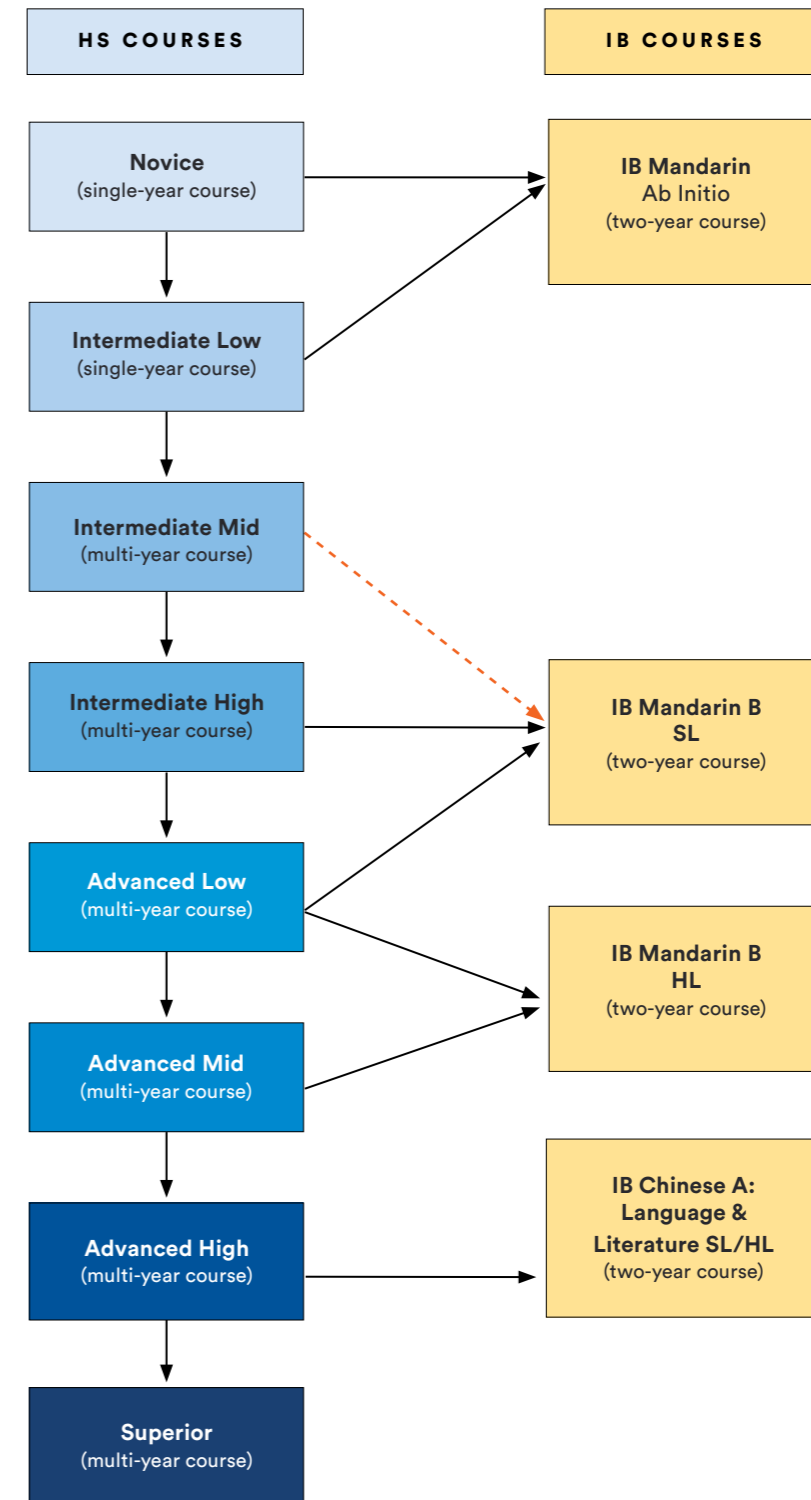 HS COURSES
IB COURSES
Novice
(single-year course)
IB Mandarin
Ab Initio
(two-year course)
Intermediate Low
(single-year course)
Intermediate Mid
(multi-year course)
Intermediate High
(multi-year course)
IB Mandarin B
SL
(two-year course)
Advanced Low
(multi-year course)
IB Mandarin B
HL
(two-year course)
Advanced Mid
(multi-year course)
IB Chinese A:
Language &
Literature SL/HL
(two-year course)
Advanced High
(multi-year course)
Superior
(multi-year course)